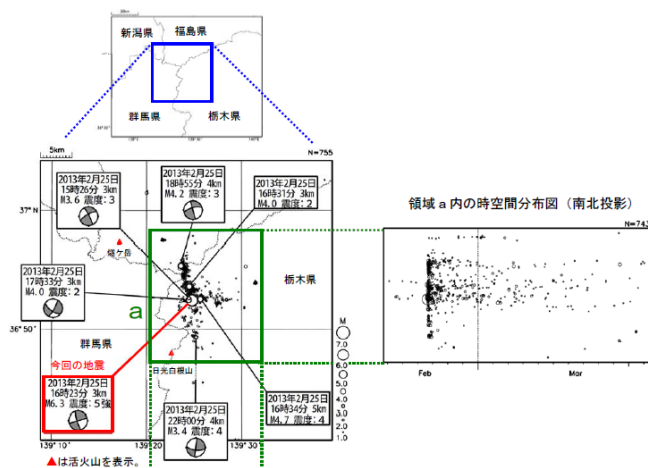 新潟県
福島県
群馬県
栃木県
5km
N=755
2013年2月25日
15時26分 3km
M3.6 震度:3
2013年2月25日
18時55分 4km
M4.2 震度:3
2013年2月25日
16時31分 3km
M4.0 震度:2
37°N
燧ケ岳
栃木県
2013年2月25日
17時33分 3km
M4.0 震度:2
a
36°50'
群馬県
今回の地震
日光白根山
2013年2月25日
16時23分 3km
M6.3 震度:5強
2013年2月25日
22時00分 4km
M3.4 震度:4
2013年2月25日
16時34分 5km
M4.7 震度:4
M
7.0
6.0
5.0
4.0
3.0
2.0
1.0
139°10'
139°20'
139°30'
▲は活火山を表示。
領域a内の時空間分布図（南北投影）
Feb
Mar